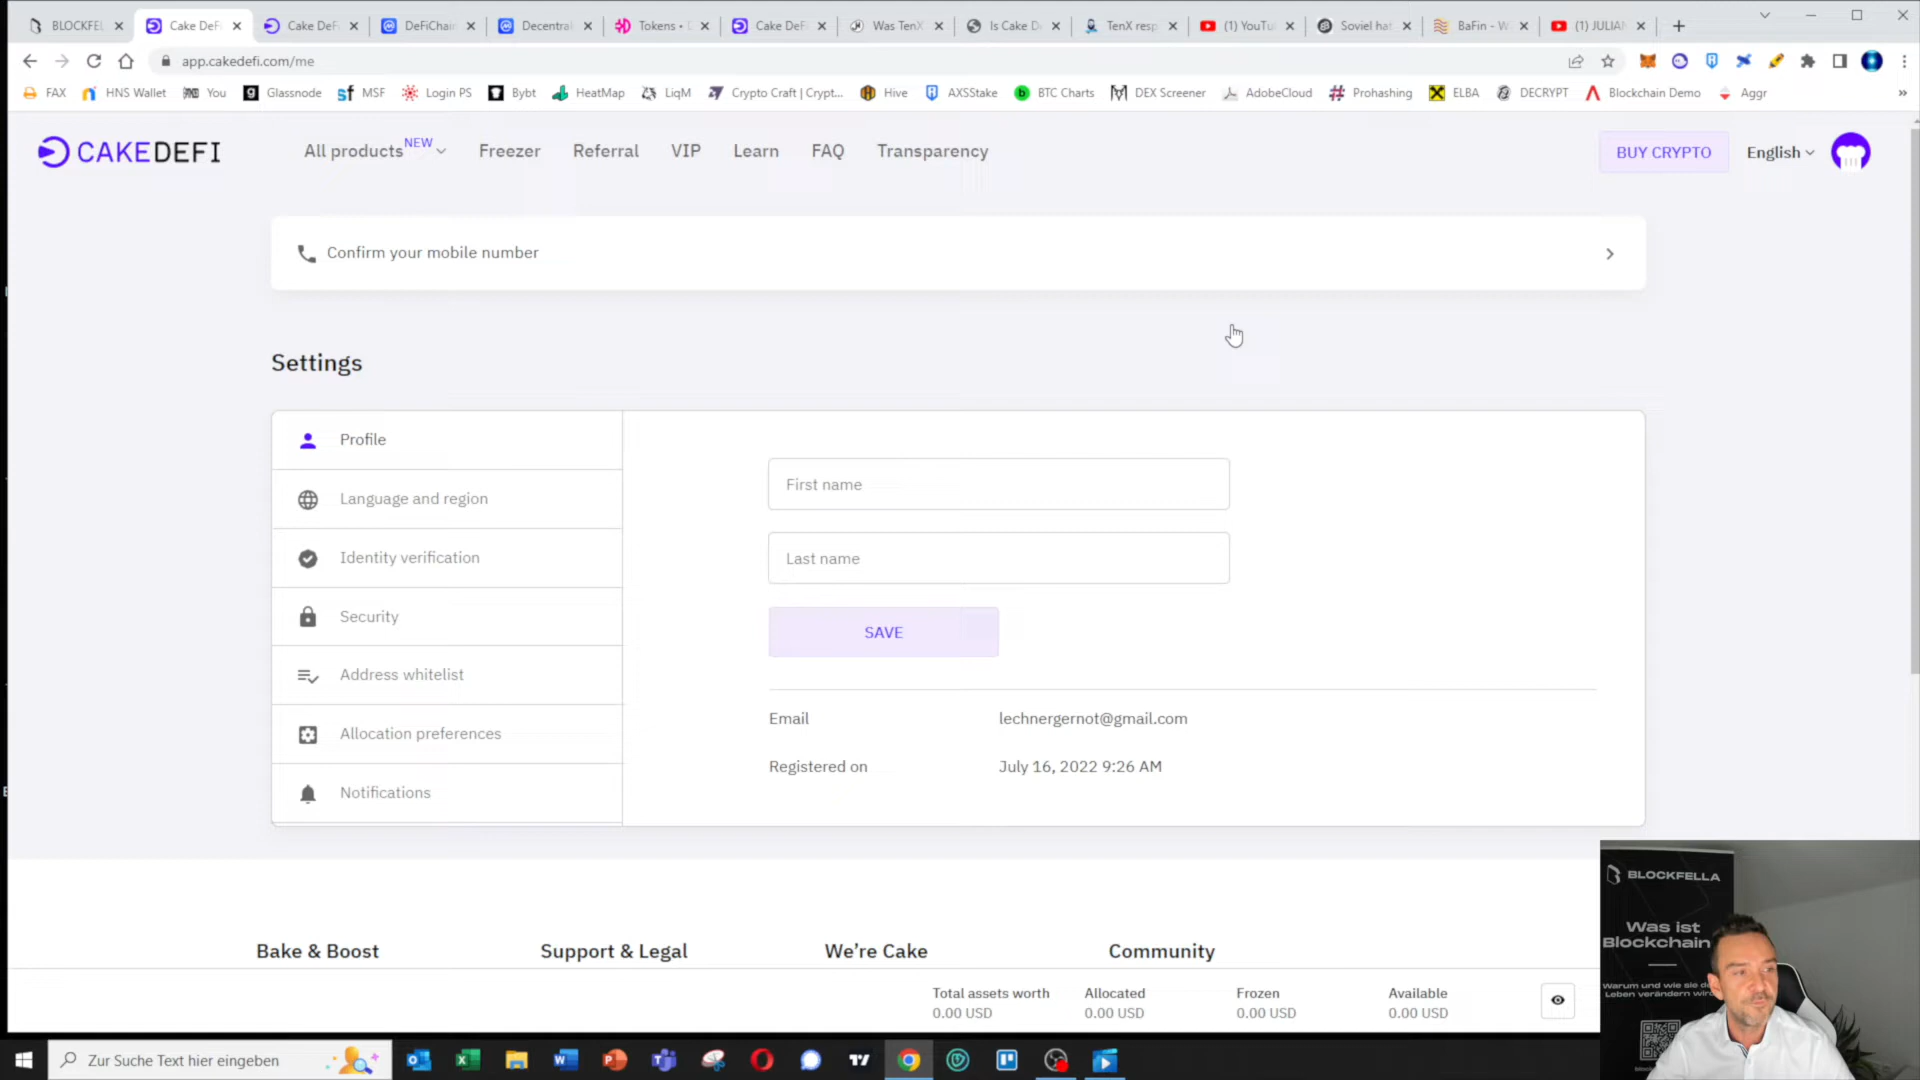 BLOCKFEL
Cake DeF
Cake DeF
DeFiChain
Decentral
Tokens •
Cake DeF
Was TenX
Is Cake D
TenX resp
(1) YouTu
Soviel hat
BaFin - W
(1) JULIAN
app.cakedefi.com/me
FAX
HNS Wallet
You
Glassnode
MSF
Login PS
Bybt
HeatMap
LiqM
Crypto Craft | Crypt...
Hive
AXSStake
BTC Charts
DEX Screener
AdobeCloud
Prohashing
ELBA
DECRYPT
Blockchain Demo
Aggr
CAKEDEFI
All products NEW
Freezer
Referral
VIP
Learn
FAQ
Transparency
BUY CRYPTO
English
Confirm your mobile number
Settings
Profile
Language and region
Identity verification
Security
Address whitelist
Allocation preferences
Notifications
First name
Last name
SAVE
Email lechnergernot@gmail.com
Registered on July 16, 2022 9:26 AM
Bake & Boost
Support & Legal
We're Cake
Community
Total assets worth
0.00 USD
Allocated
0.00 USD
Frozen
0.00 USD
Available
0.00 USD
BLOCKFELLA
Was ist
Blockchain
Warum und wie sie
Leben verändern
Zur Suche Text hier eingeben